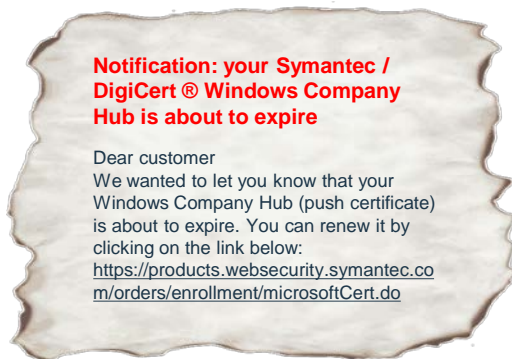 Notification: your Symantec /
DigiCert ® Windows Company
Hub is about to expire
Dear customer
We wanted to let you know that your
Windows Company Hub (push certificate)
is about to expire. You can renew it by
clicking on the link below:
https://products.websecurity.symantec.co
m/orders/enrollment/microsoftCert.do